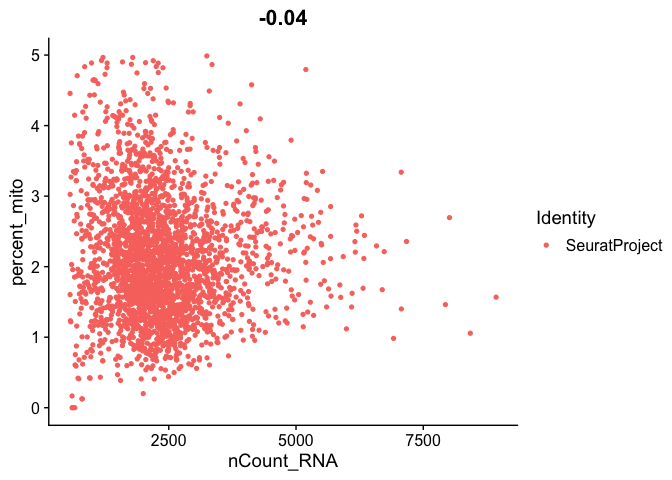 -0.04
5
4
3
2
1
0
percent_mito
2500
5000
7500
nCount_RNA
Identity
SeuratProject